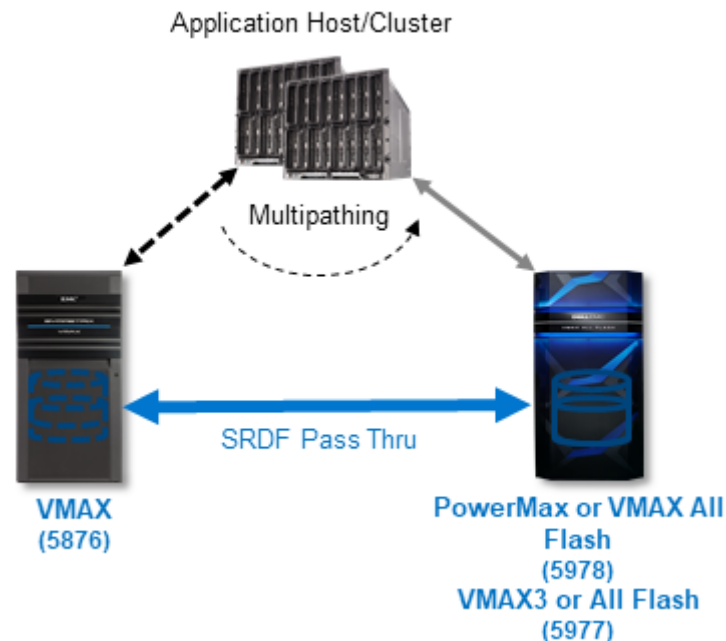 Application Host/Cluster
Multipathing
SRDF Pass Thru
VMAX
(5876)
PowerMax or VMAX All
Flash
(5978)
VMAX3 or All Flash
(5977)